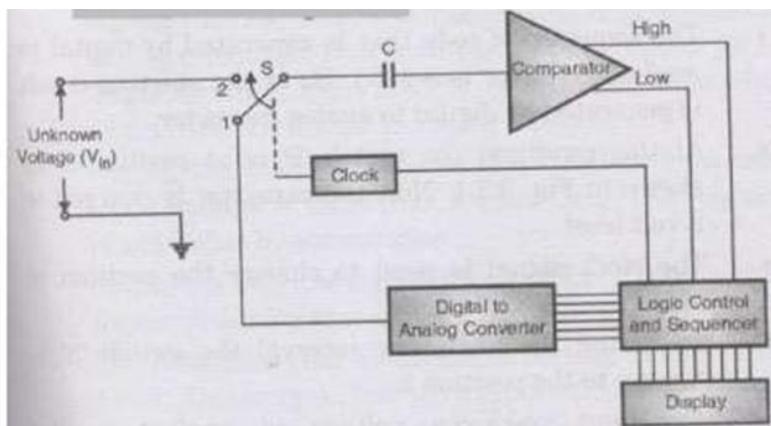 High
C
S
Comparator
Low
2
1
Unknown
Voltage (Vin)
Clock
Digital to
Analog Converter
Logic Control
and Sequencer
Display